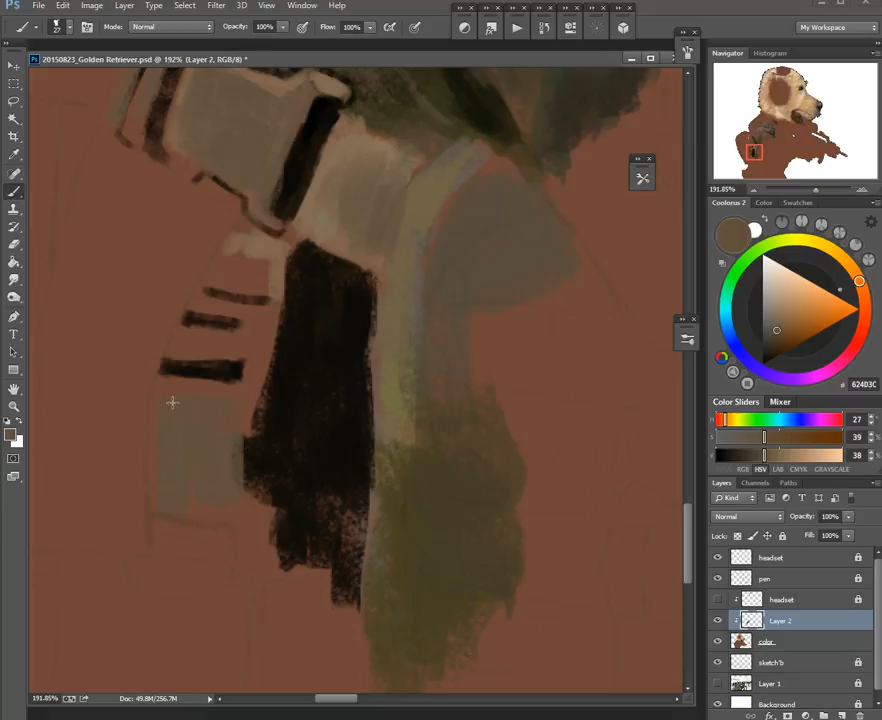 Ps File Edit Image Layer Type Select Filter 3D View Window Help
27 Mode: Normal Opacity: 100% Flow: 100% My Workspace
Ps 20150823_Golden Retriever.psd @ 192% (Layer 2, RGB/8) *
Navigator Histogram
191.85%
Coolorus 2 Color Swatches
# 624D3C
Color Sliders Mixer
H 27 °
S 39 %
V 38 %
RGB HSV LAB CMYK GRAYSCALE
Layers Channels Paths
Kind
Normal Opacity: 100%
Lock: Fill: 100%
headset
pen
headset
Layer 2
color
sketch'b
Layer 1
Background
191.85% Doc: 49.8M/256.7M